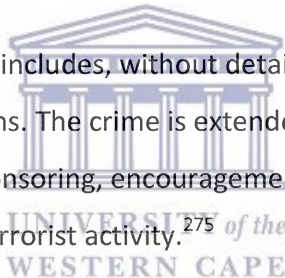 includes, without detai
ns. The crime is extende
nsoring, encourageme
UNIVERSITY of the
rrorist activity.²⁷⁵
WESTERN CAPE